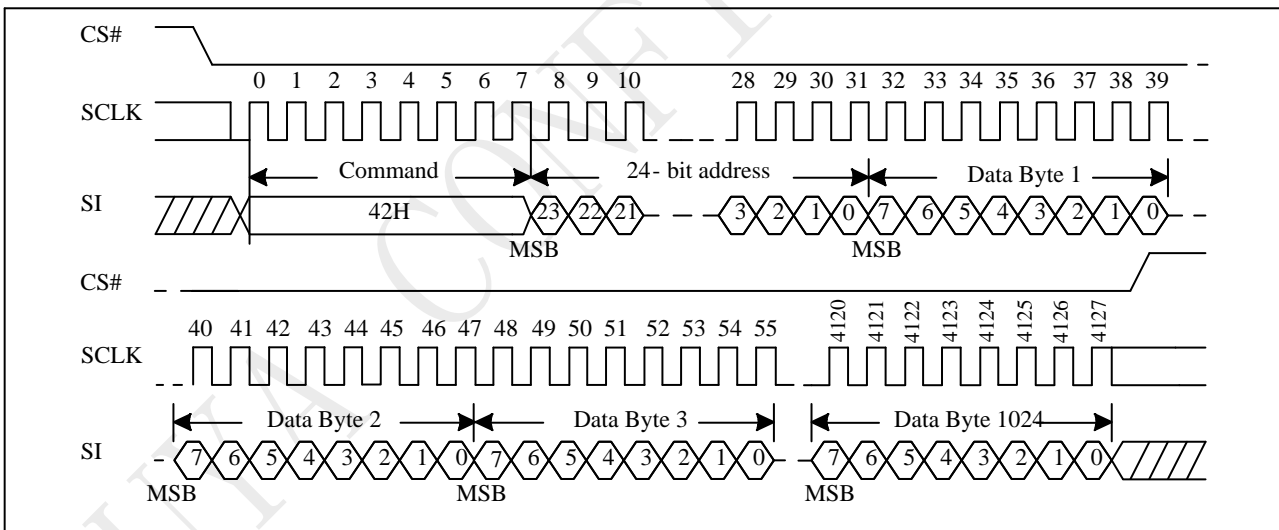 CS#
0 1 2 3 4 5 6 7 8 9 10 28 29 30 31 32 33 34 35 36 37 38 39
SCLK
Command 24- bit address Data Byte 1
SI 42H 23 22 21 3 2 1 0 7 6 5 4 3 2 1 0
MSB MSB
CS#
40 41 42 43 44 45 46 47 48 49 50 51 52 53 54 55 4120 4121 4122 4123 4124 4125 4126 4127
SCLK
Data Byte 2 Data Byte 3 Data Byte 1024
SI 7 6 5 4 3 2 1 0 7 6 5 4 3 2 1 0 7 6 5 4 3 2 1 0
MSB MSB MSB